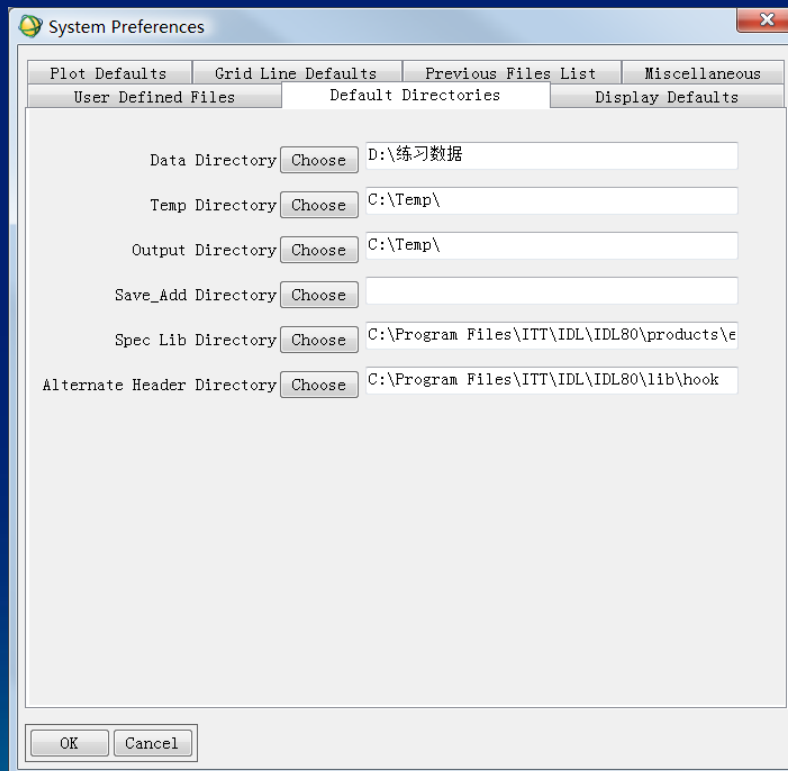 System Preferences
Plot Defaults Grid Line Defaults Previous Files List Miscellaneous
User Defined Files Default Directories Display Defaults
Data Directory Choose D:\练习数据
Temp Directory Choose C:\Temp\
Output Directory Choose C:\Temp\
Save_Add Directory Choose
Spec Lib Directory Choose C:\Program Files\ITT\IDL\IDL80\products\e
Alternate Header Directory Choose C:\Program Files\ITT\IDL\IDL80\lib\hook
OK Cancel